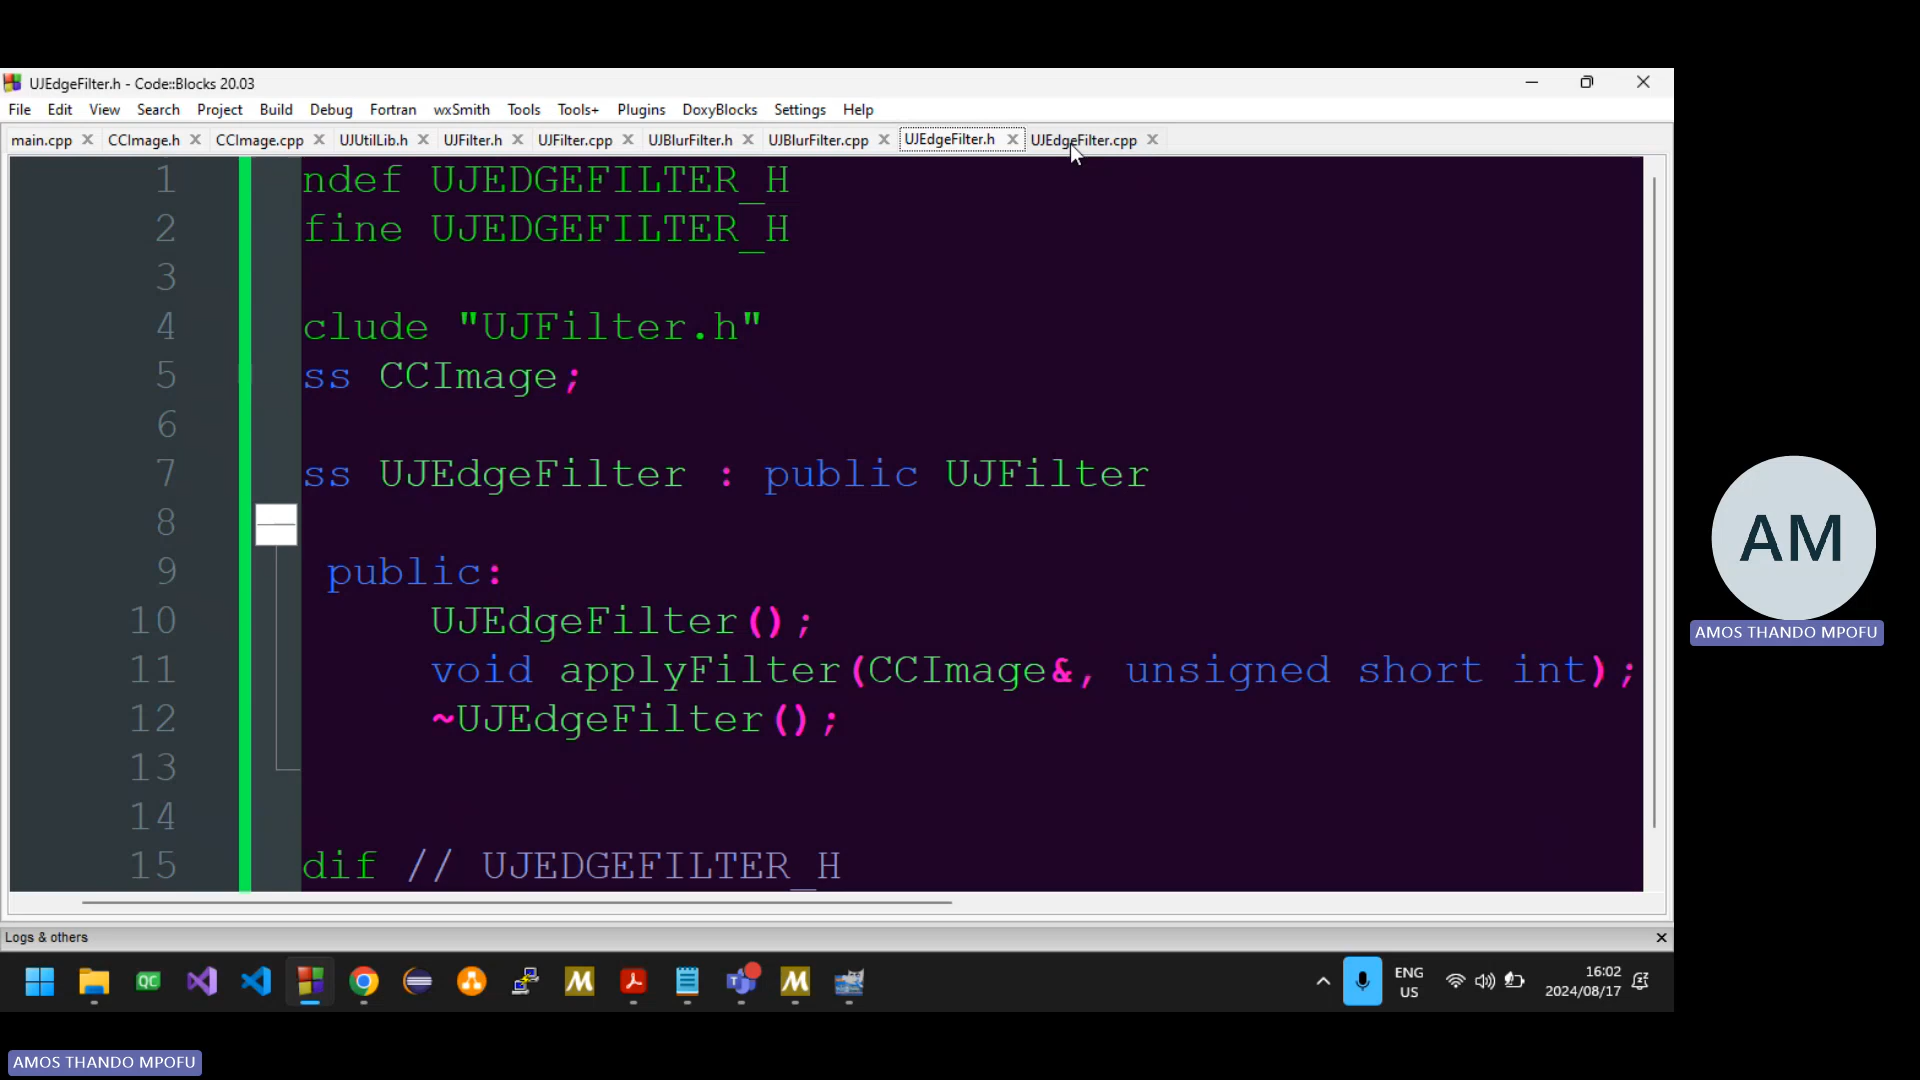 UJEdgeFilter.h - Code::Blocks 20.03
File Edit View Search Project Build Debug Fortran wxSmith Tools Tools+ Plugins DoxyBlocks Settings Help
main.cpp CCImage.h CCImage.cpp UJUtilLib.h UJFilter.h UJFilter.cpp UJBlurFilter.h UJBlurFilter.cpp UJEdgeFilter.h UJEdgeFilter.cpp
1 ndef UJEDGEFILTER_H
2 fine UJEDGEFILTER_H
3
4 clude "UJFilter.h"
5 ss CCImage;
6
7 ss UJEdgeFilter : public UJFilter
8
9 public:
10 UJEdgeFilter();
11 void applyFilter(CCImage&, unsigned short int);
12 ~UJEdgeFilter();
13
14
15 dif // UJEDGEFILTER_H
AM
AMOS THANDO MPOFU
Logs & others
QC
ENG
US
16:02
2024/08/17
AMOS THANDO MPOFU